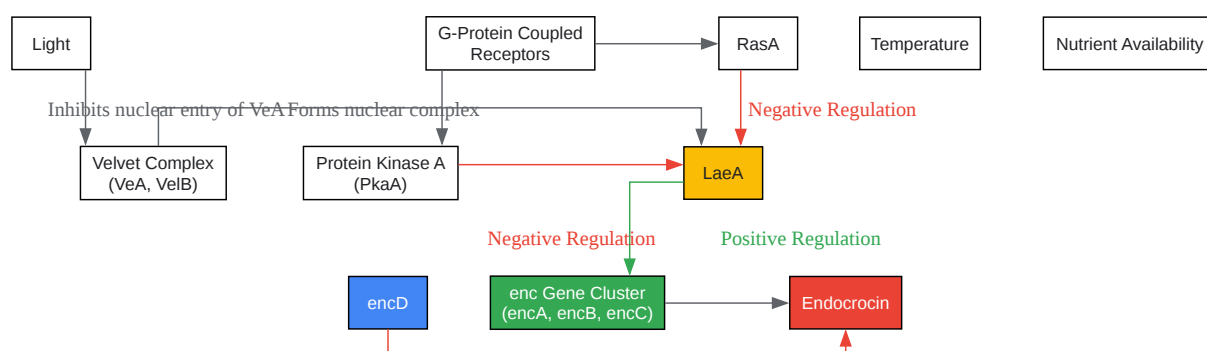 Light
G-Protein Coupled
Receptors
RasA
Temperature
Nutrient Availability
Inhibits nuclear entry of VeA
Forms nuclear complex
Negative Regulation
Velvet Complex
(VeA, VelB)
Protein Kinase A
(PkaA)
LaeA
Negative Regulation
Positive Regulation
encD
enc Gene Cluster
(encA, encB, encC)
Endocrocin